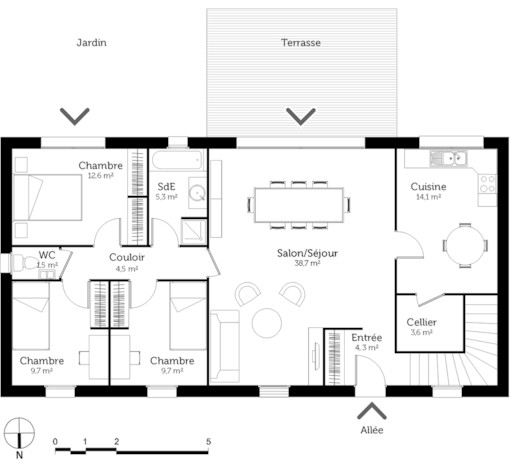 Jardin
Terrasse
Chambre
12.6 m²
SdE
5.3 m²
Cuisine
14,1 m²
WC
1.5 m²
Couloir
4,5 m²
Salon/Séjour
38,7 m²
Chambre
9,7 m²
Chambre
9,7 m²
Entrée
4.3 m²
Cellier
3,6 m²
Allée
N
0 1 2 5